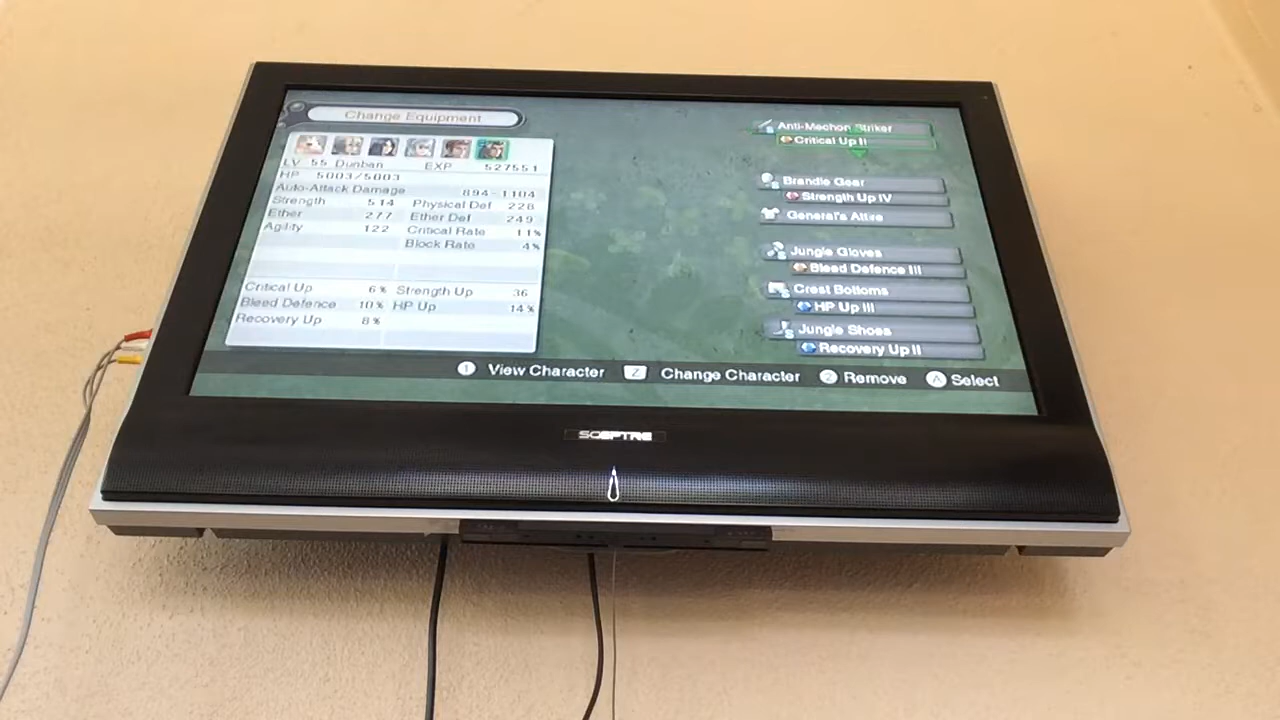 Change Equipment
LV 55 Dunban EXP 527551
HP 5003/5003
Auto-Attack Damage 894-1104
Strength 514 Physical Def 228
Ether 277 Ether Def 249
Agility 122 Critical Rate 11%
Block Rate 4%
Critical Up 6% Strength Up 36
Bleed Defence 10% HP Up 14%
Recovery Up 8%
Anti-Mechon Striker
Critical Up II
Brandle Gear
Strength Up IV
General's Attire
Jungle Gloves
Bleed Defence III
Crest Bottoms
HP Up III
Jungle Shoes
Recovery Up II
1 View Character Z Change Character 2 Remove A Select
SCEPTRE